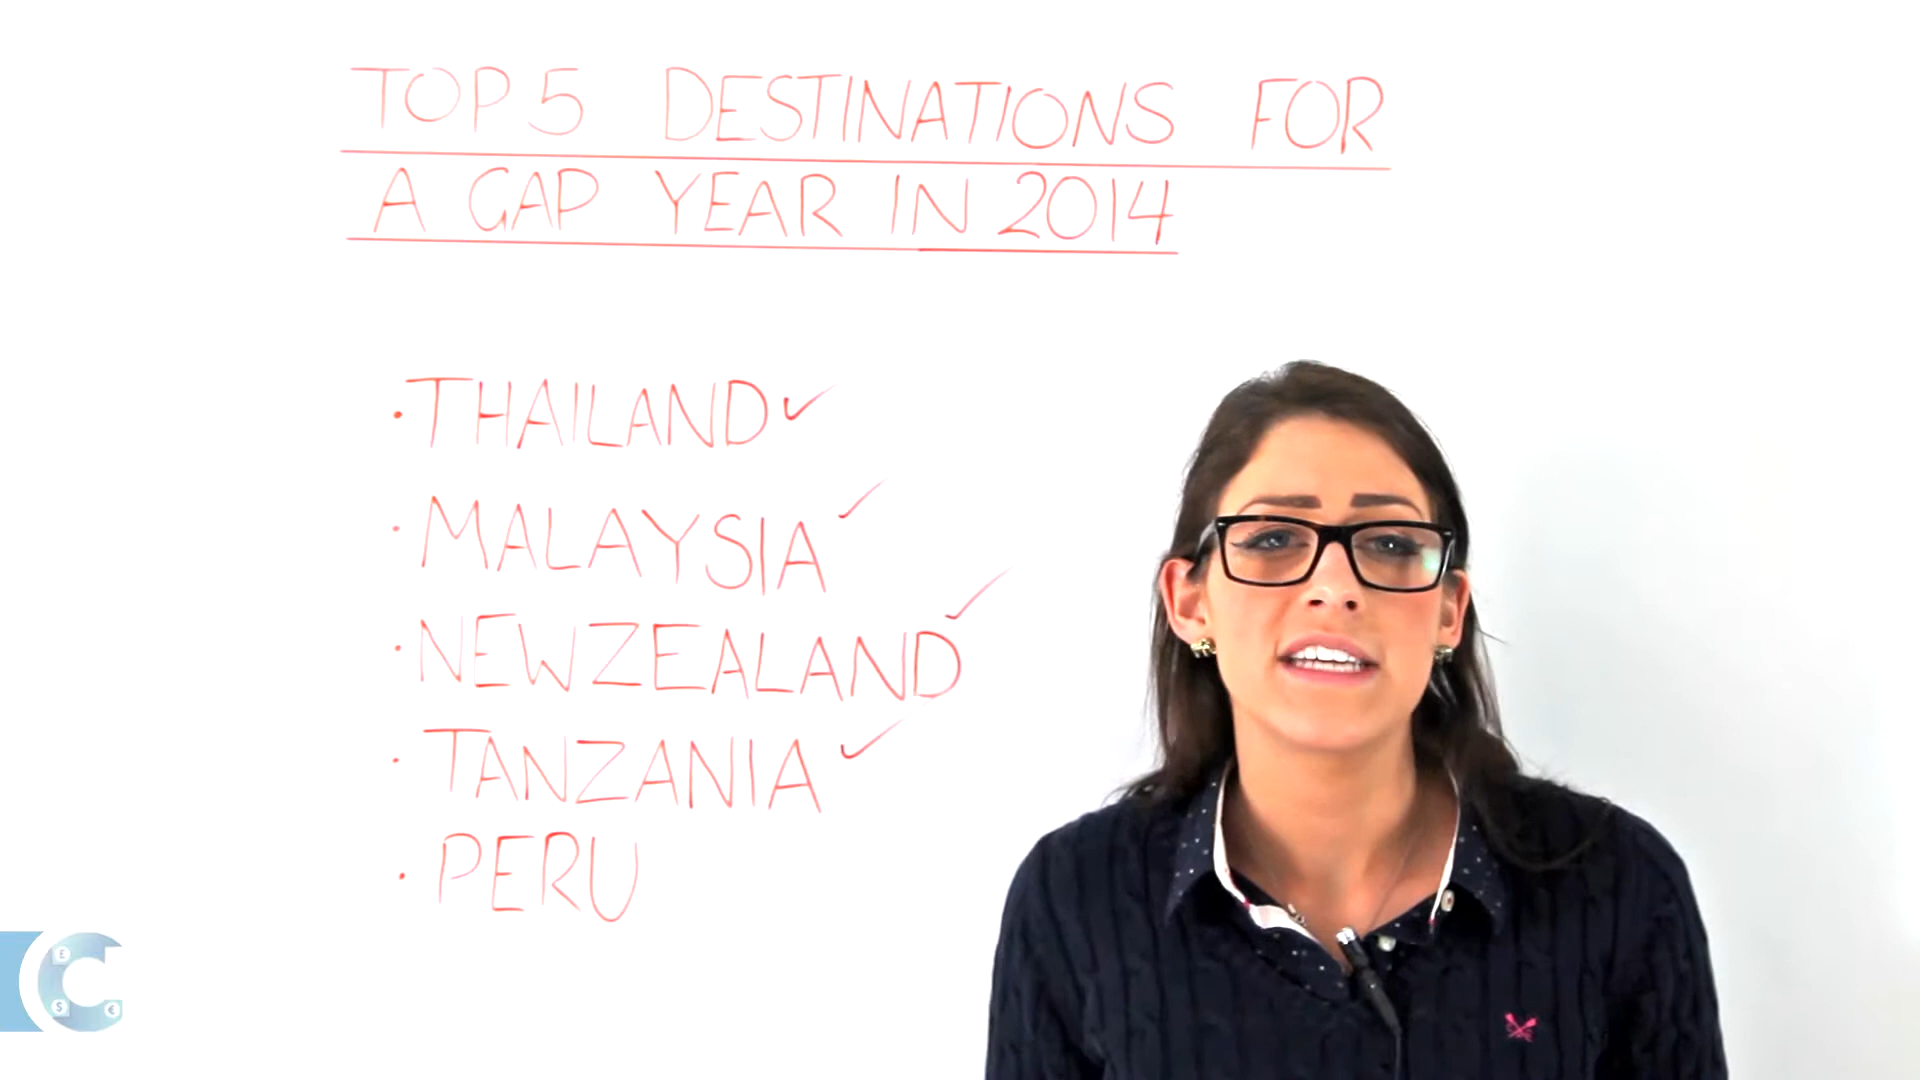 TOP 5 DESTINATIONS FOR
A GAP YEAR IN 2014
• THAILAND ✓
• MALAYSIA ✓
• NEWZEALAND ✓
• TANZANIA ✓
• PERU
C
£
$ €